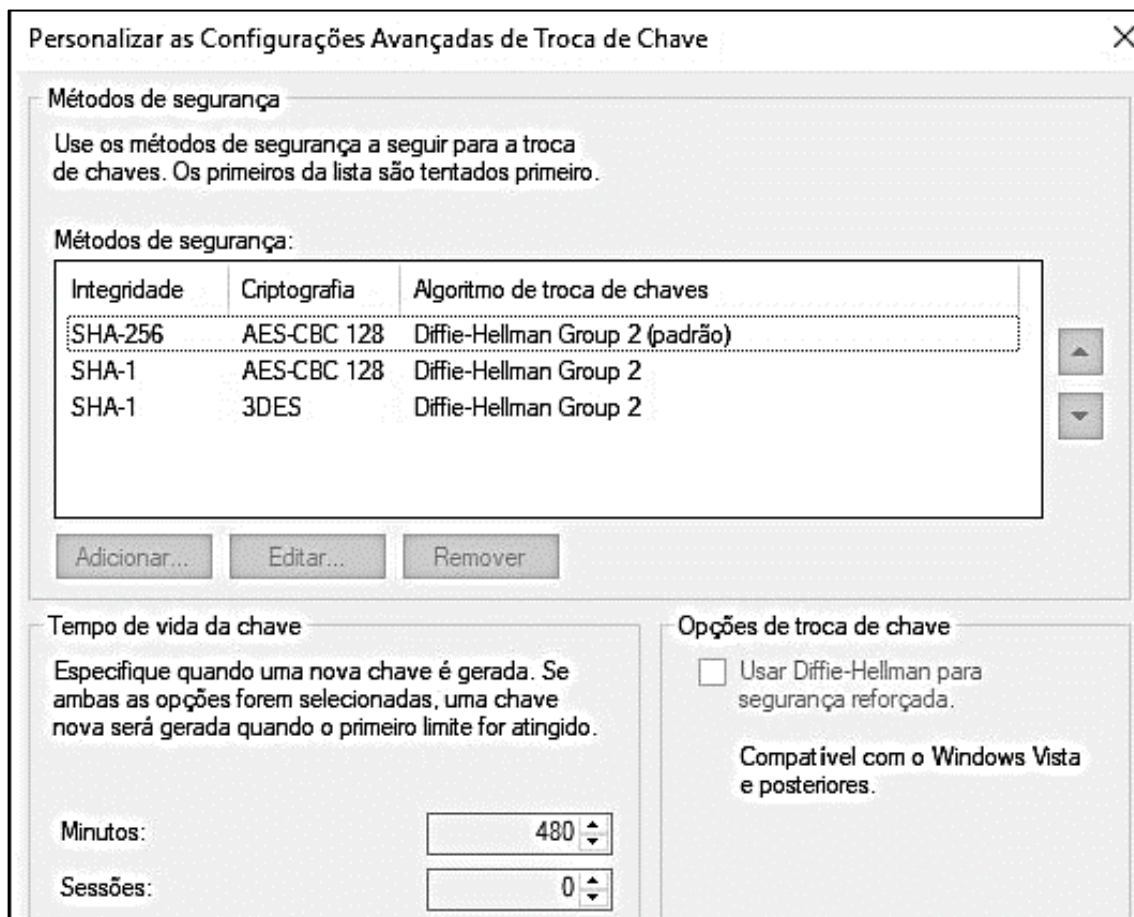 Personalizar as Configurações Avançadas de Troca de Chave
Métodos de segurança
Use os métodos de segurança a seguir para a troca
de chaves. Os primeiros da lista são tentados primeiro.
Métodos de segurança:
Integridade Criptografia Algoritmo de troca de chaves
SHA-256 AES-CBC 128 Diffie-Hellman Group 2 (padrão)
SHA-1 AES-CBC 128 Diffie-Hellman Group 2
SHA-1 3DES Diffie-Hellman Group 2
Adicionar... Editar... Remover
Tempo de vida da chave
Especifique quando uma nova chave é gerada. Se
ambas as opções forem selecionadas, uma chave
nova será gerada quando o primeiro limite for atingido.
Minutos: 480
Sessões: 0
Opções de troca de chave
Usar Diffie-Hellman para
segurança reforçada.
Compatível com o Windows Vista
e posteriores.